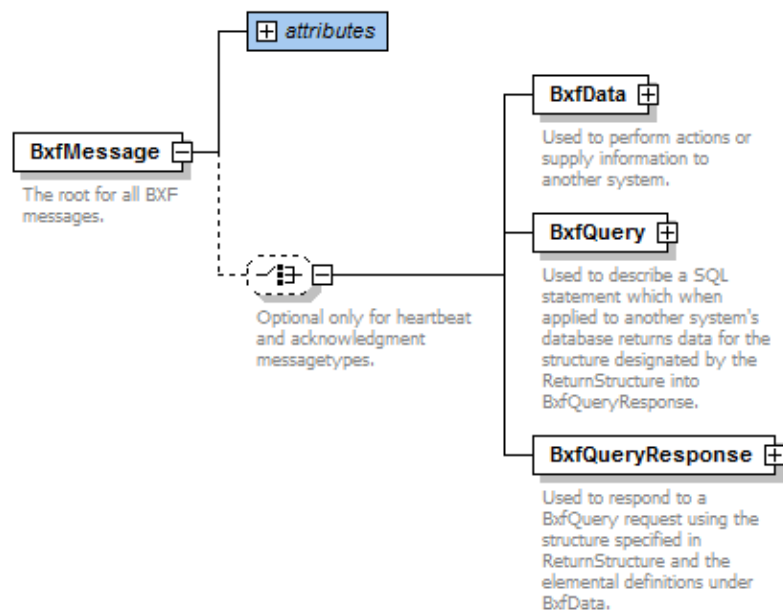 attributes
BxfMessage
The root for all BXF
messages.
Optional only for heartbeat
and acknowledgment
messagetypes.
BxfData
Used to perform actions or
supply information to
another system.
BxfQuery
Used to describe a SQL
statement which when
applied to another system's
database returns data for the
structure designated by the
ReturnStructure into
BxfQueryResponse.
BxfQueryResponse
Used to respond to a
BxfQuery request using the
structure specified in
ReturnStructure and the
elemental definitions under
BxfData.